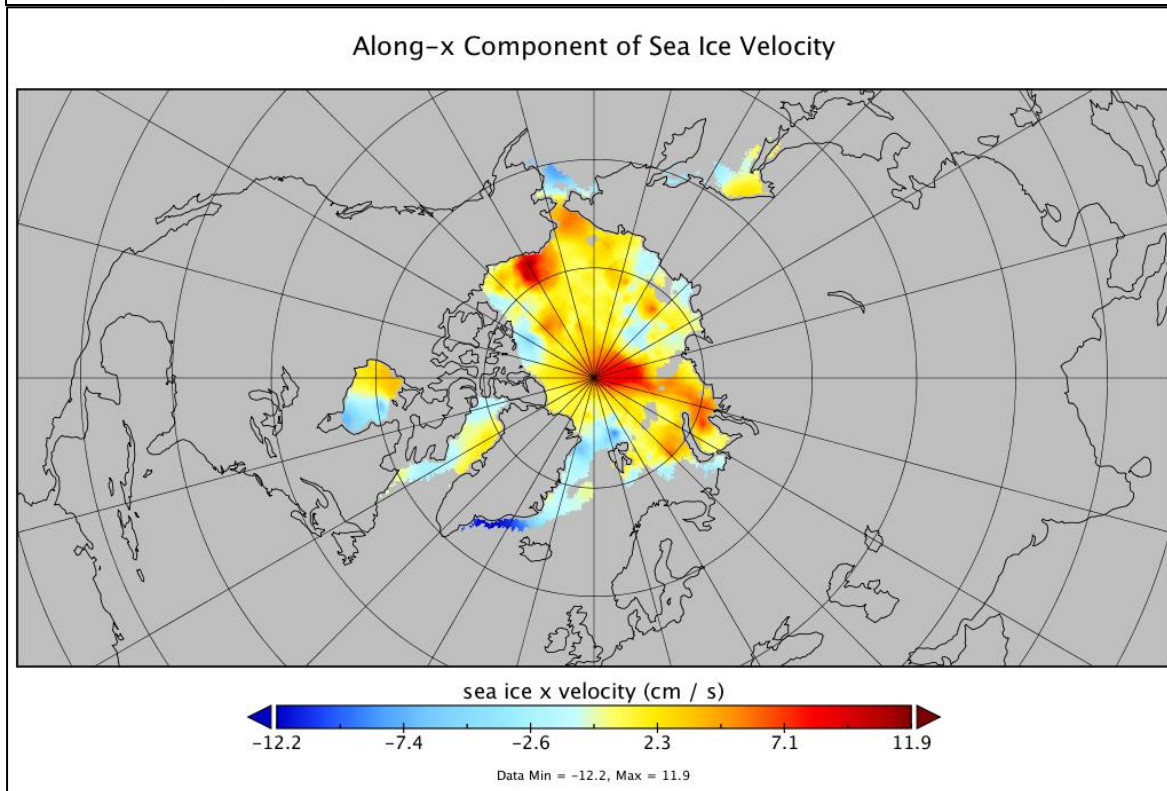 Along-x Component of Sea Ice Velocity
sea ice x velocity (cm / s)
-12.2 -7.4 -2.6 2.3 7.1 11.9
Data Min = -12.2, Max = 11.9